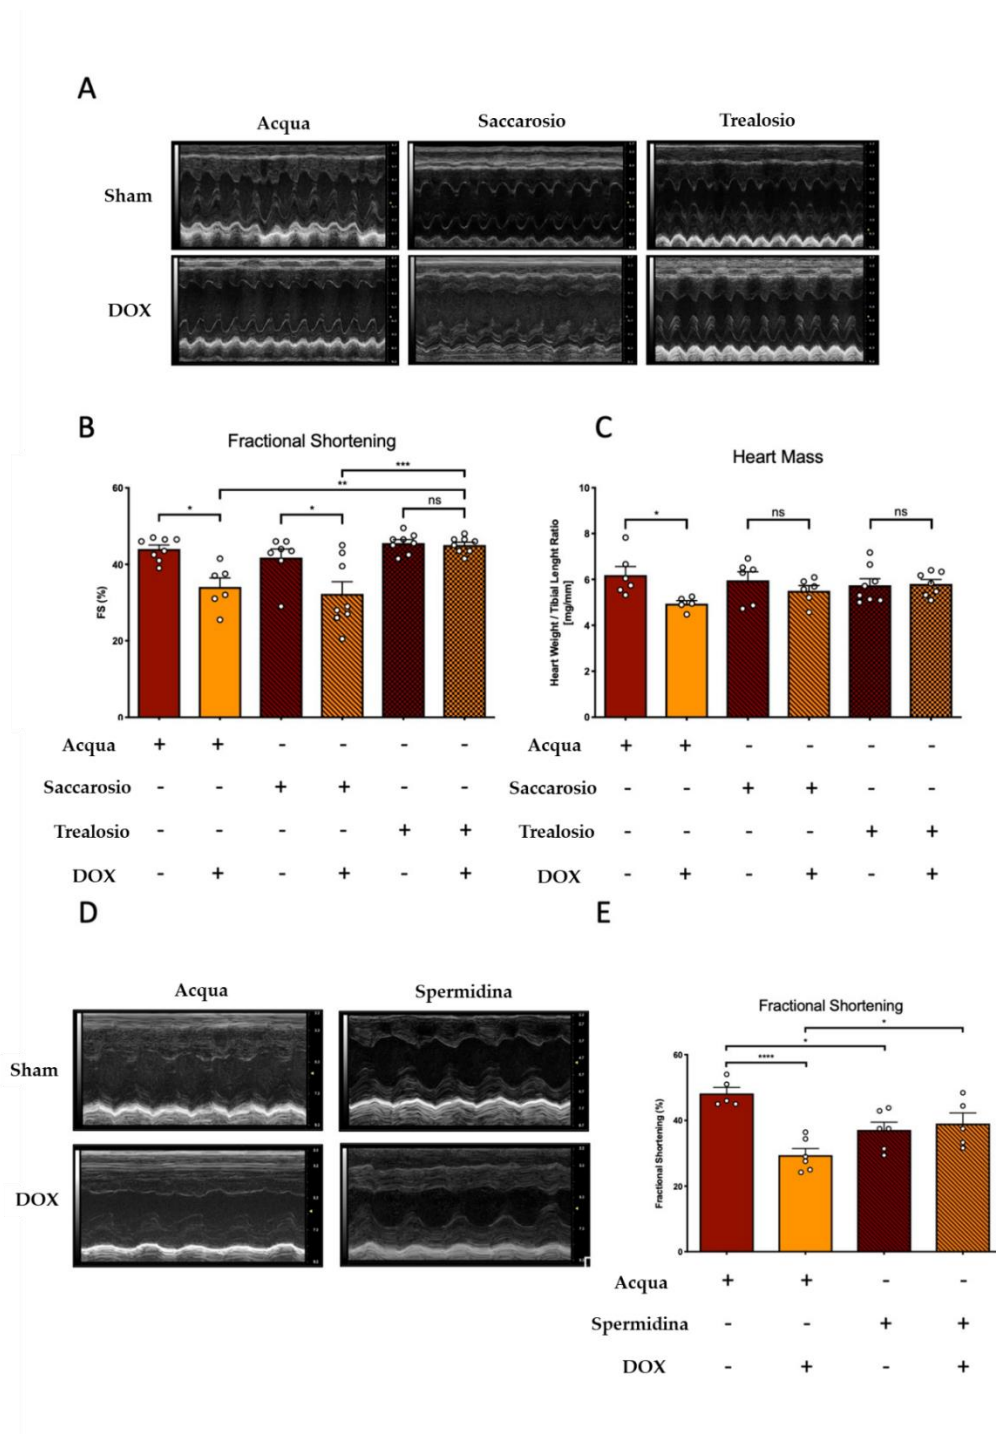 A
Acqua Saccarosio Trealosio
Sham
DOX
B
Fractional Shortening
***
**
ns
* *
60
40
20
0
FS (%)
Acqua + + - - - -
Saccarosio - - + + - -
Trealosio - - - - + +
DOX - + - + - +
C
Heart Mass
* ns ns
10
8
6
4
2
0
Heart Weight / Tibial Lenght Ratio
[mg/mm]
Acqua + + - - - -
Saccarosio - - + + - -
Trealosio - - - - + +
DOX - + - + - +
D
Acqua Spermidina
Sham
DOX
E
Fractional Shortening
*
*
****
60
40
20
0
Fractional Shortening (%)
Acqua + + - -
Spermidina - - + +
DOX - + - +